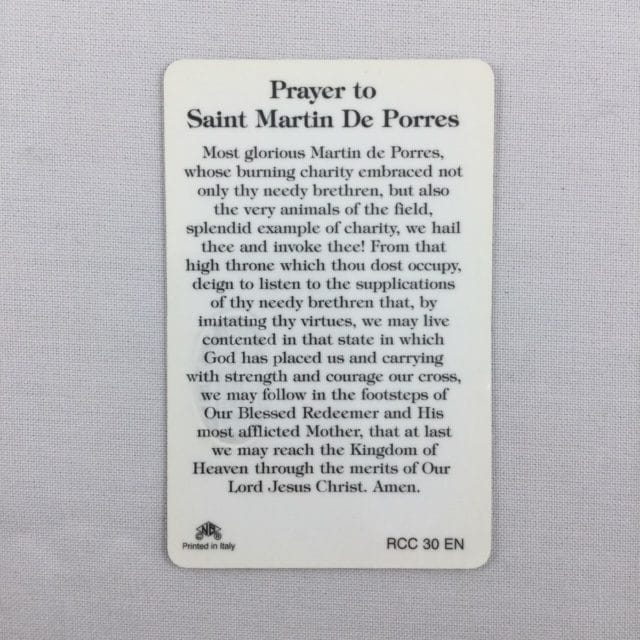 Prayer to
Saint Martin De Porres
Most glorious Martin de Porres,
whose burning charity embraced not
only thy needy brethren, but also
the very animals of the field,
splendid example of charity, we hail
thee and invoke thee! From that
high throne which thou dost occupy,
deign to listen to the supplications
of thy needy brethren that, by
imitating thy virtues, we may live
contented in that state in which
God has placed us and carrying
with strength and courage our cross,
we may follow in the footsteps of
Our Blessed Redeemer and His
most afflicted Mother, that at last
we may reach the Kingdom of
Heaven through the merits of Our
Lord Jesus Christ. Amen.
NB
Printed in Italy
RCC 30 EN